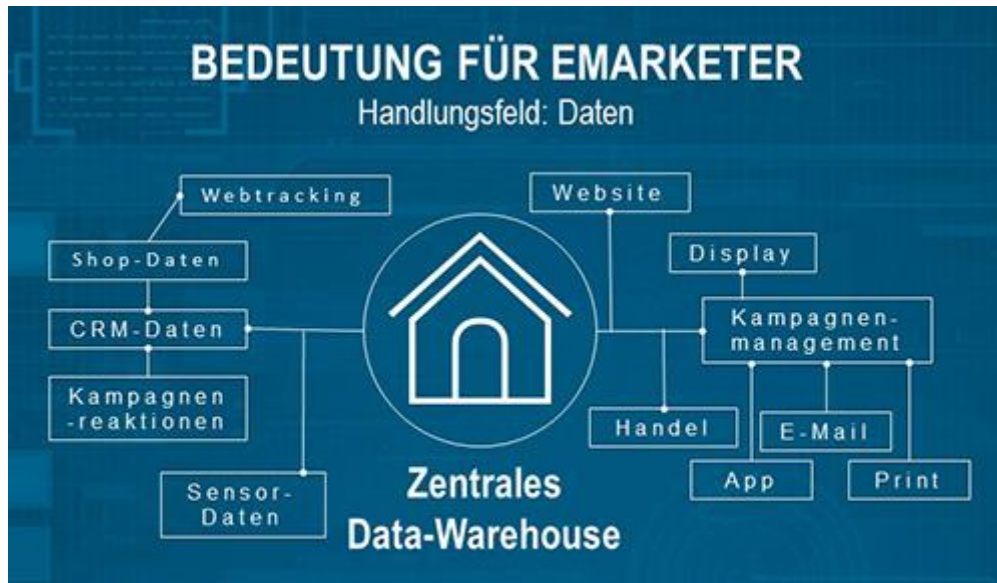 BEDEUTUNG FÜR EMARKETER
Handlungsfeld: Daten
Webtracking
Shop-Daten
CRM-Daten
Kampagnen
-reaktionen
Sensor-
Daten
Zentrales
Data-Warehouse
Website
Display
Kampagnen-
management
Handel
E-Mail
App
Print